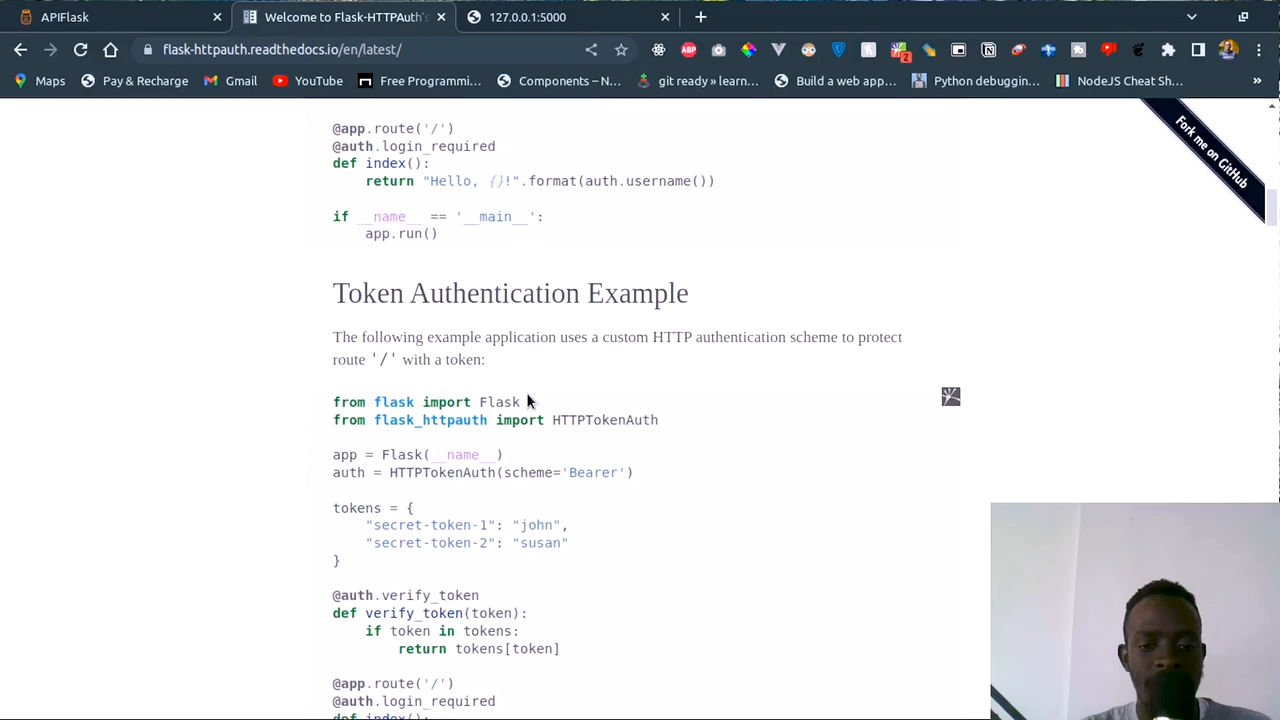 APIFlask
Welcome to Flask-HTTPAuth's
127.0.0.1:5000
flask-httpauth.readthedocs.io/en/latest/
ABP
2
Maps
Pay & Recharge
Gmail
YouTube
Free Programmi...
Components – N...
git ready » learn...
Build a web app...
Python debuggin...
NodeJS Cheat Sh...
»
Fork me on GitHub
@app.route('/')
@auth.login_required
def index():
return "Hello, {}!".format(auth.username())
if __name__ == '__main__':
app.run()
Token Authentication Example
The following example application uses a custom HTTP authentication scheme to protect
route '/' with a token:
from flask import Flask
from flask_httpauth import HTTPTokenAuth
app = Flask(__name__)
auth = HTTPTokenAuth(scheme='Bearer')
tokens = {
"secret-token-1": "john",
"secret-token-2": "susan"
}
@auth.verify_token
def verify_token(token):
if token in tokens:
return tokens[token]
@app.route('/')
@auth.login_required
def index():